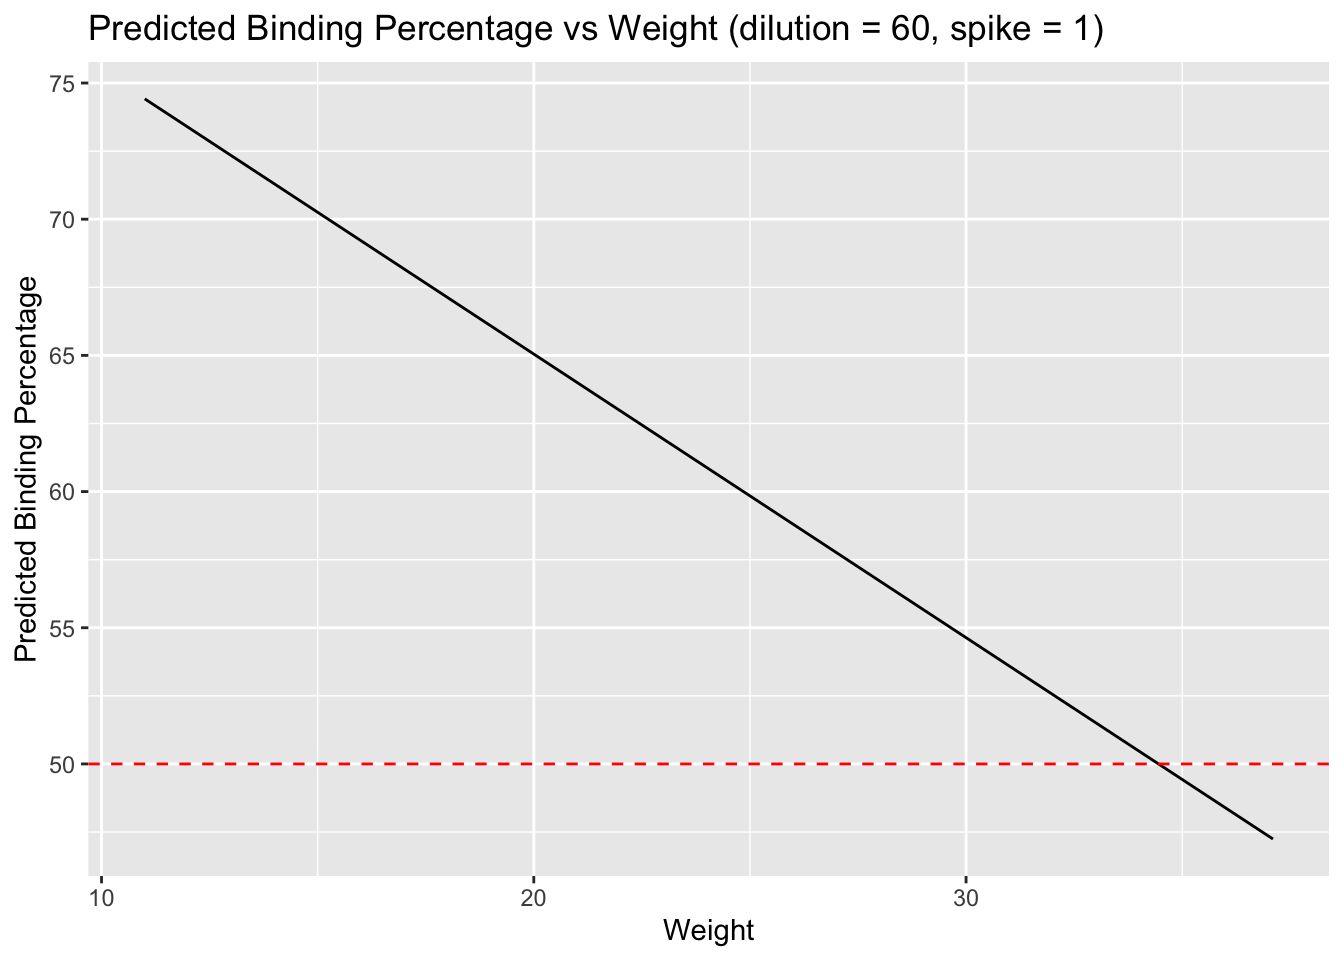 Predicted Binding Percentage vs Weight (dilution = 60, spike = 1)
75
70
65
60
55
50
Predicted Binding Percentage
10 20 30
Weight